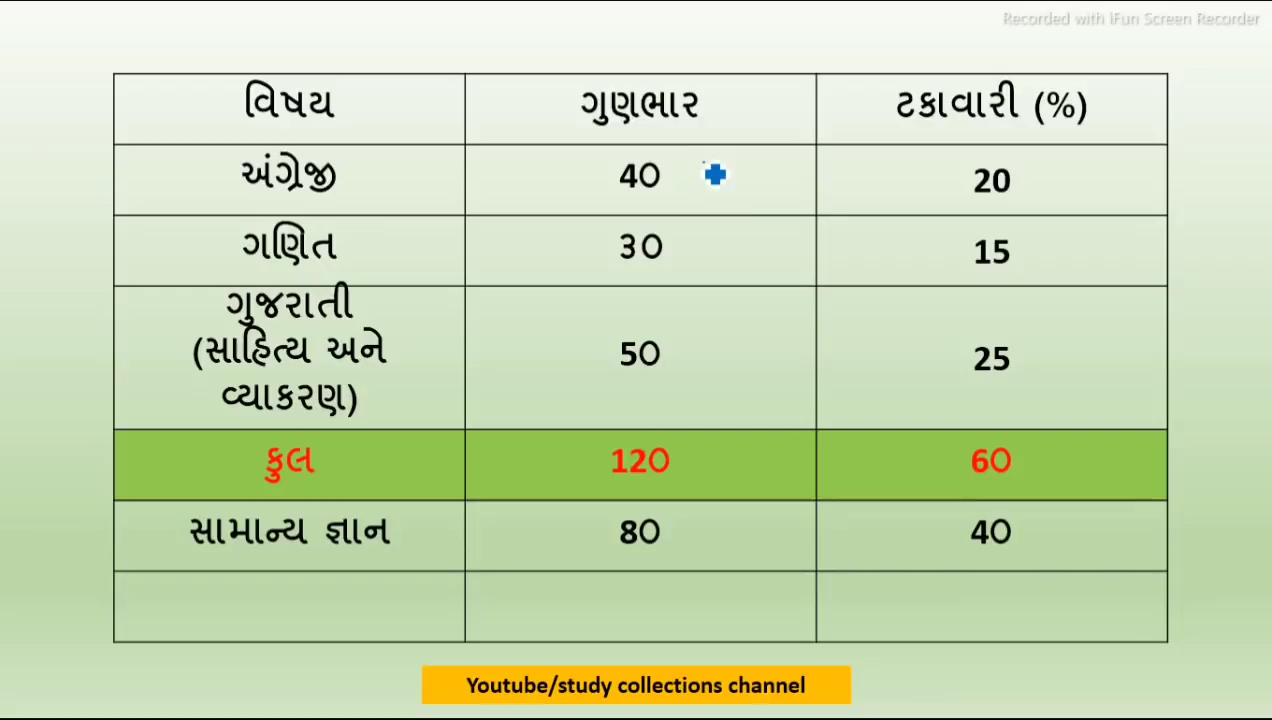 Recorded with iFun Screen Recorder
વિષય ગુણભાર ટકાવારી (%)
અંગ્રેજી 40 20
ગણિત ૩૦ 15
ગુજરાતી
(સાહિત્ય અને 50 25
વ્યાકરણ)
કુલ 120 60
સામાન્ય જ્ઞાન 80 40
Youtube/study collections channel